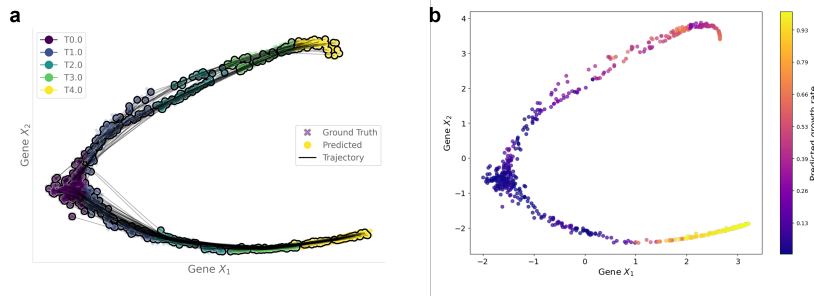 a
T0.0
T1.0
T2.0
T3.0
T4.0
Ground Truth
Predicted
Trajectory
Gene X₂
Gene X₁
b
4
3
2
1
0
−1
−2
Gene X₂
−2
−1
0
1
2
3
Gene X₁
0.93
0.79
0.66
0.53
0.40
0.26
0.13
Predicted growth rate